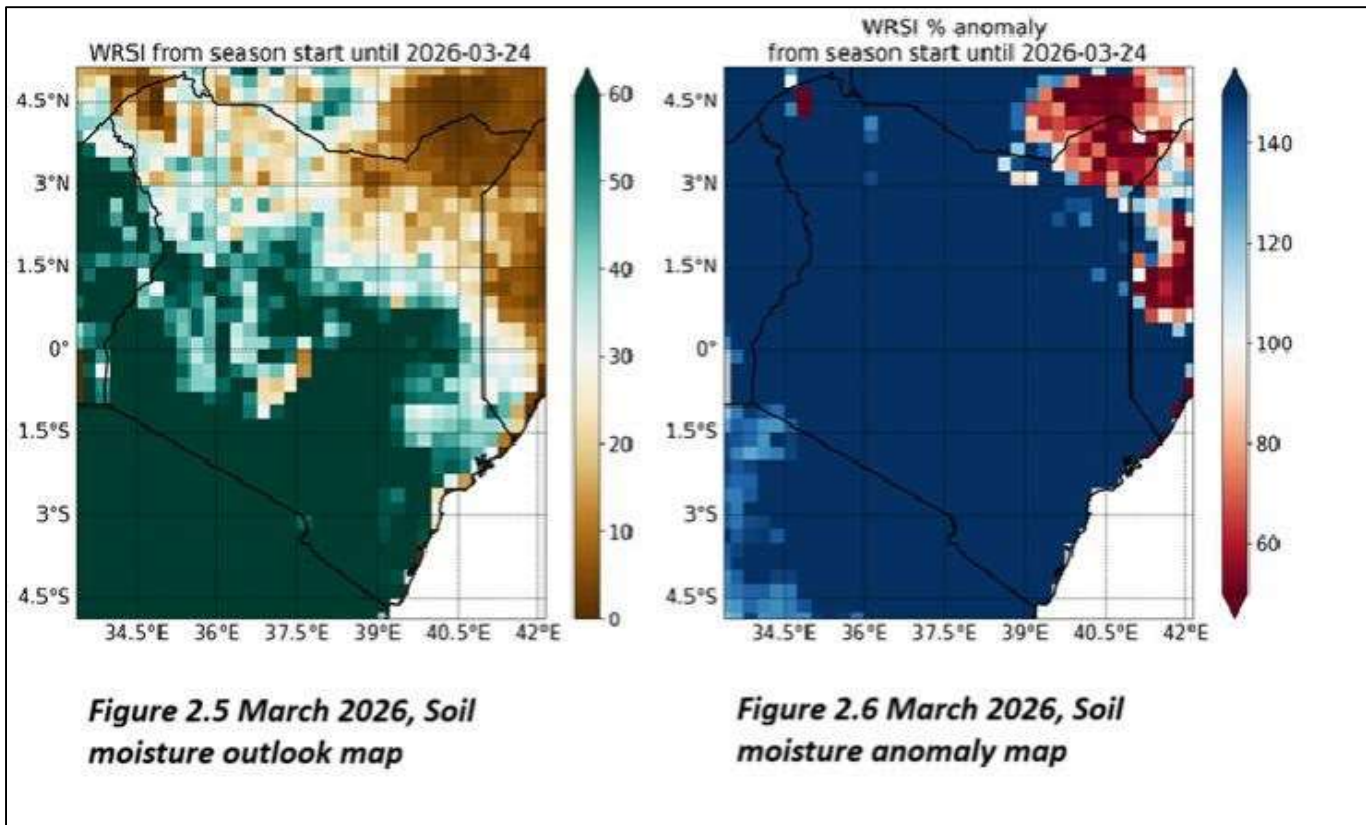 WRSI from season start until 2026-03-24
4.5°N
3°N
1.5°N
0°
1.5°S
3°S
4.5°S
34.5°E 36°E 37.5°E 39°E 40.5°E 42°E
60
50
40
30
20
10
0
WRSI % anomaly
from season start until 2026-03-24
140
120
100
80
60
34.5°E 36°E 37.5°E 39°E 40.5°E 42°E
4.5°N
3°N
1.5°N
0°
1.5°S
3°S
4.5°S
Figure 2.5 March 2026, Soil
moisture outlook map
Figure 2.6 March 2026, Soil
moisture anomaly map